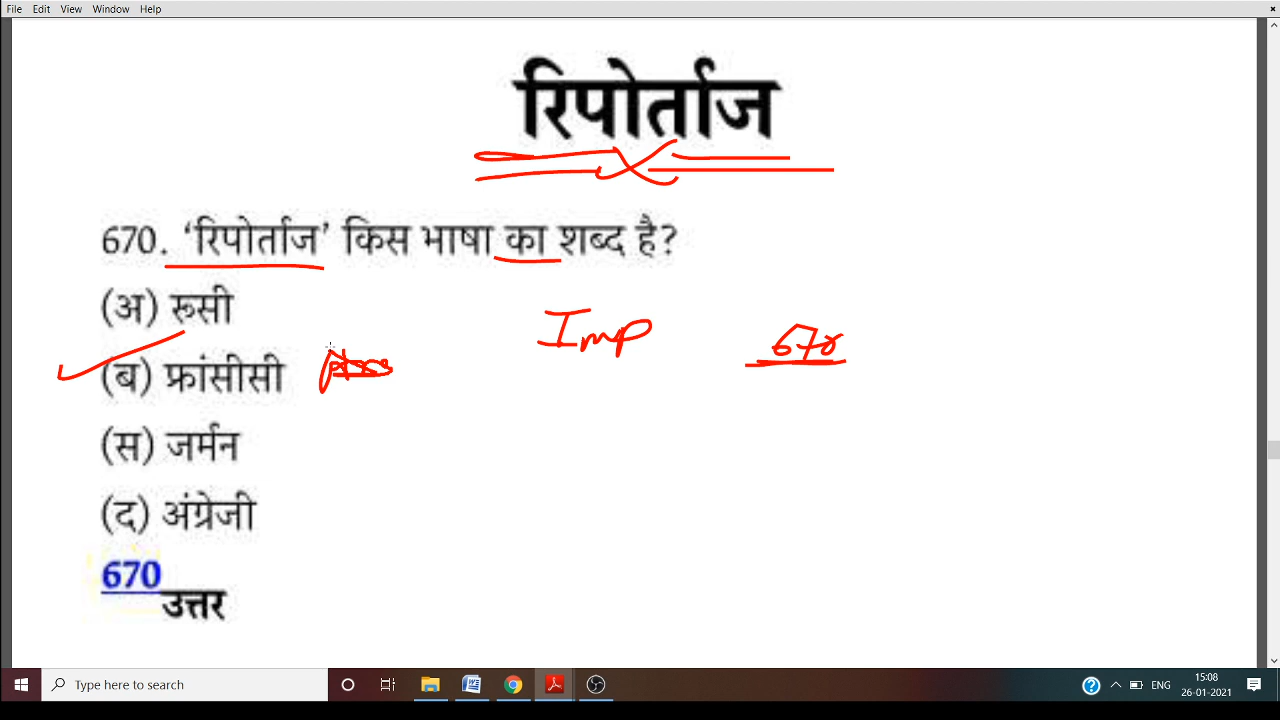 File Edit View Window Help
रिपोर्ताज
670. ‘रिपोर्ताज’ किस भाषा का शब्द है?
(अ) रूसी
Imp 670
(ब) फ्रांसीसी
(स) जर्मन
(द) अंग्रेजी
670
उत्तर
Type here to search
ENG
15:08
26-01-2021